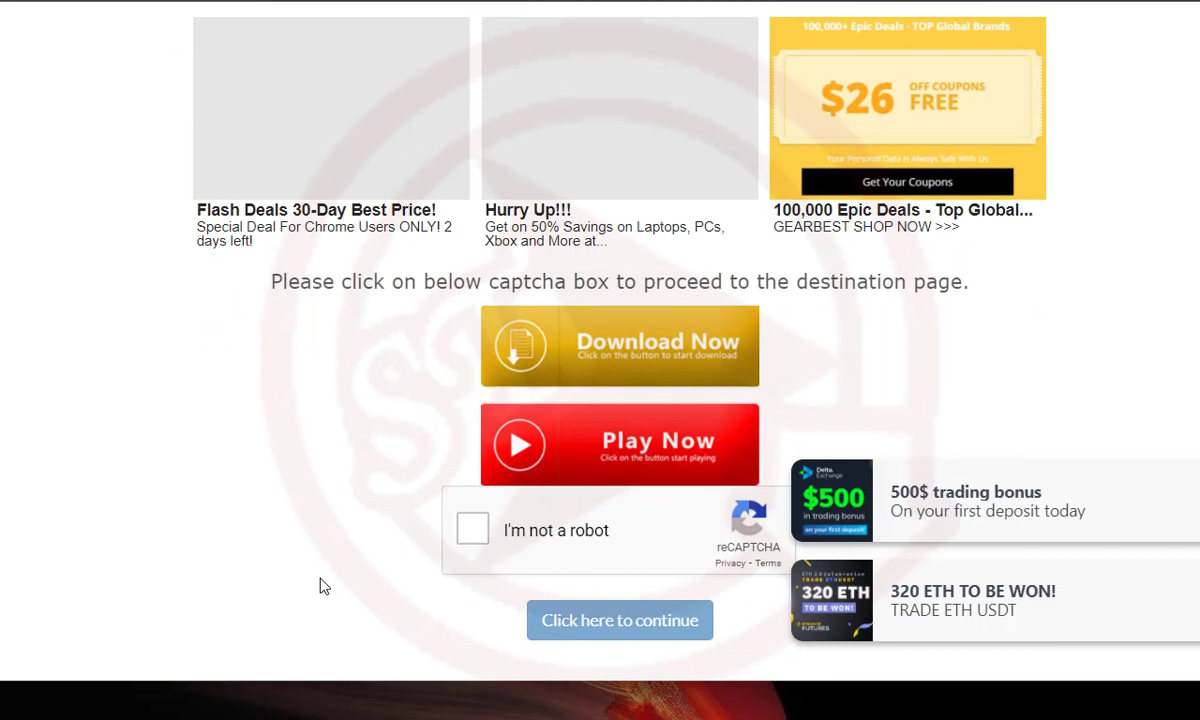 100,000+ Epic Deals - TOP Global Brands
$26
OFF COUPONS
FREE
Your Personal Data is Always Safe With Us
Get Your Coupons
Flash Deals 30-Day Best Price!
Special Deal For Chrome Users ONLY! 2
days left!
Hurry Up!!!
Get on 50% Savings on Laptops, PCs,
Xbox and More at...
100,000 Epic Deals - Top Global...
GEARBEST SHOP NOW >>>
Please click on below captcha box to proceed to the destination page.
Download Now
Click on the button to start download
Play Now
Click on the button start playing
I'm not a robot
reCAPTCHA
Privacy - Terms
Click here to continue
Delta
Exchange
$500
in trading bonus
on your first deposit!
500$ trading bonus
On your first deposit today
ETH 2.0 Celebration
TRADE ETHUSDT
320 ETH
TO BE WON!
FUTURES
320 ETH TO BE WON!
TRADE ETH USDT